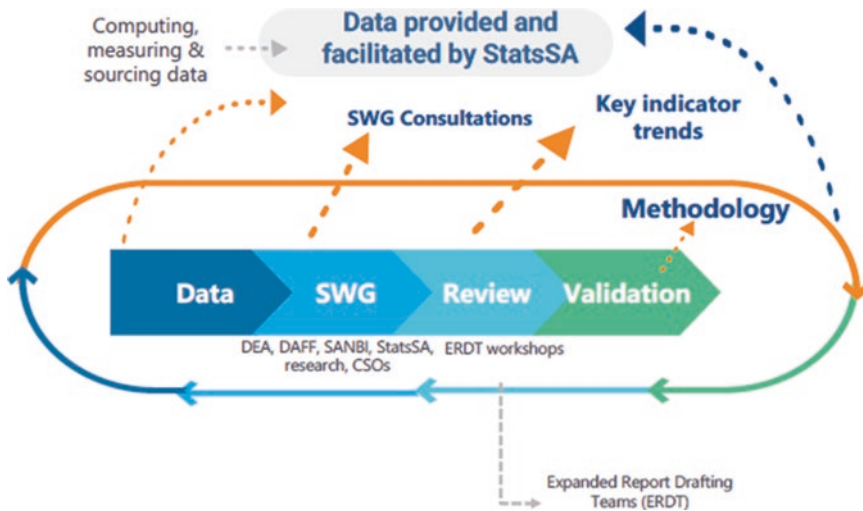 Computing,
measuring &
sourcing data
Data provided and
facilitated by StatsSA
SWG Consultations
Key indicator
trends
Methodology
Data
SWG
Review
Validation
DEA, DAFF, SANBI, StatsSA,
research, CSOs
ERDT workshops
Expanded Report Drafting
Teams (ERDT)